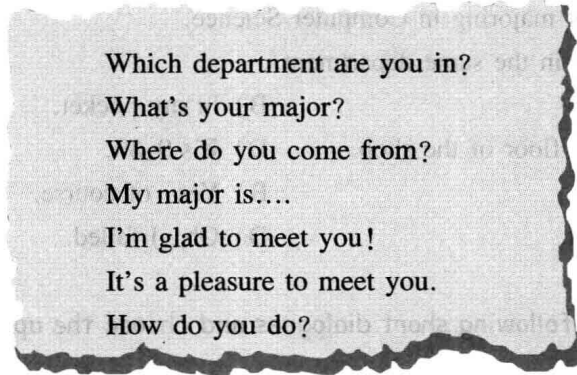 Which department are you in?
What's your major?
Where do you come from?
My major is....
I'm glad to meet you!
It's a pleasure to meet you.
How do you do?